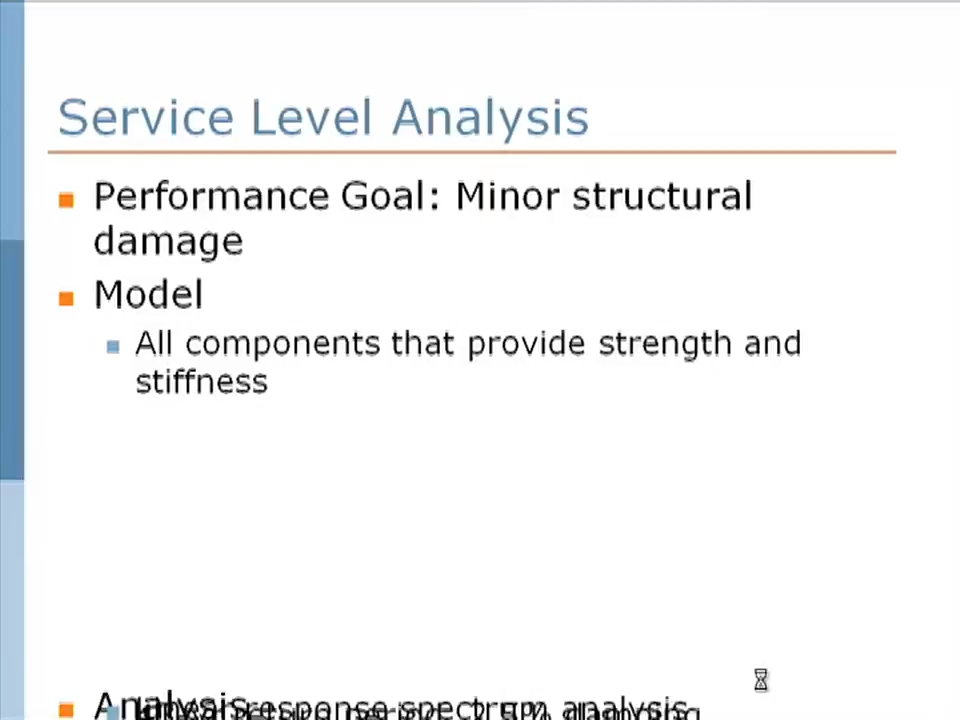 Service Level Analysis
Performance Goal: Minor structural
damage
Model
All components that provide strength and
stiffness
Analysis
response spectrum analysis